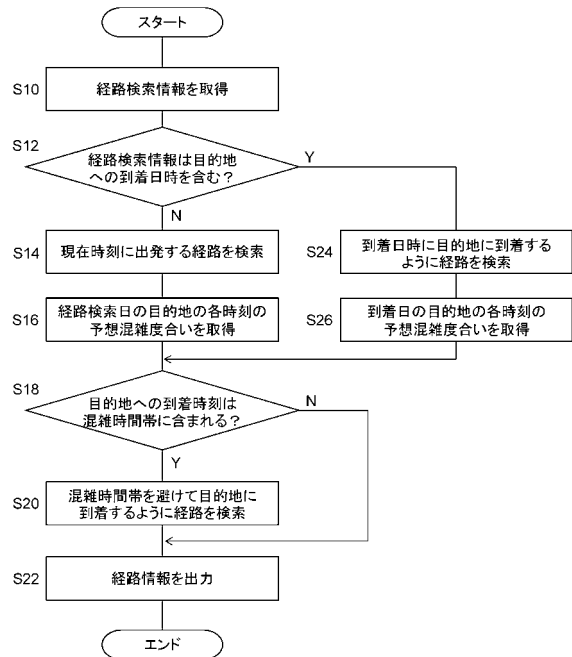 スタート
S10
経路検索情報を取得
S12
経路検索情報は目的地
への到着日時を含む？
Y
N
S14
現在時刻に出発する経路を検索
S24
到着日時に目的地に到着する
ように経路を検索
S16
経路検索日の目的地の各時刻の
予想混雑度合いを取得
S26
到着日の目的地の各時刻の
予想混雑度合いを取得
S18
目的地への到着時刻は
混雑時間帯に含まれる？
N
Y
S20
混雑時間帯を避けて目的地に
到着するように経路を検索
S22
経路情報を出力
エンド